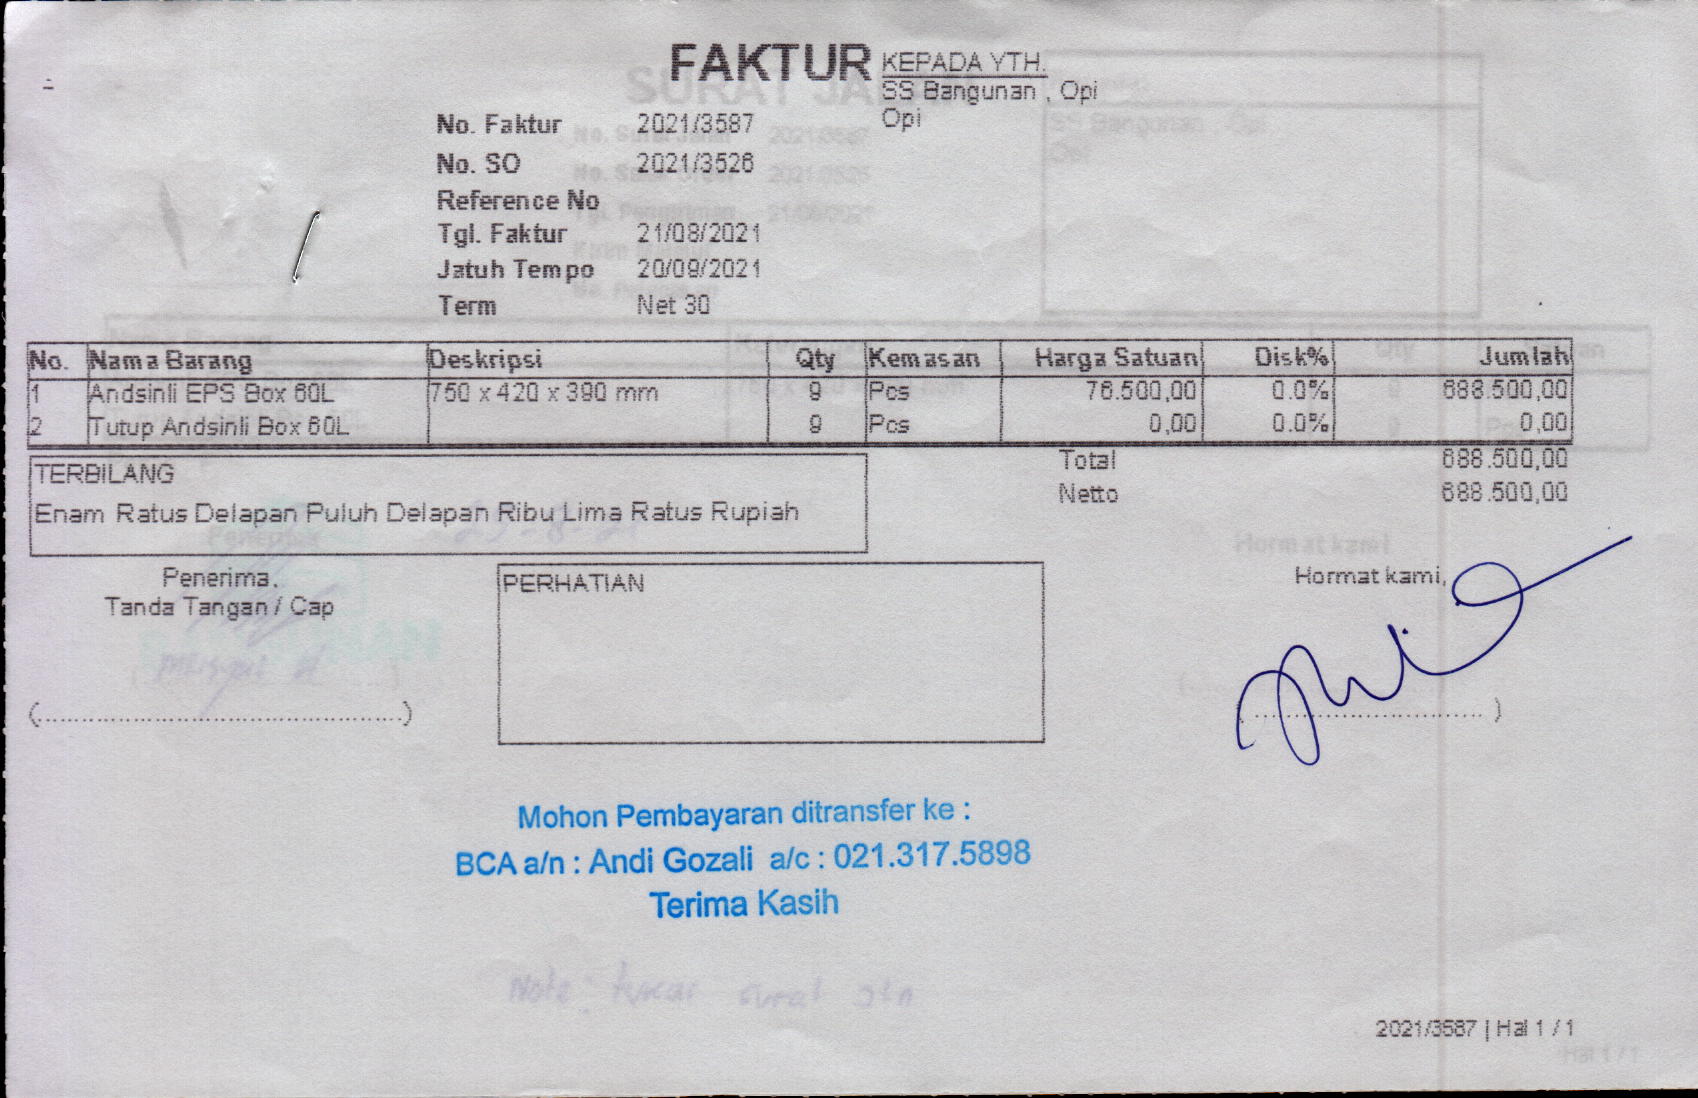 FAKTUR
KEPADA YTH.
SS Bangunan , Opi
Opi
No. Faktur 2021/3587
No. SO 2021/3526
Reference No
Tgl. Faktur 21/08/2021
Jatuh Tempo 20/09/2021
Term Net 30
No. Nama Barang Deskripsi Qty Kemasan Harga Satuan Disk% Jumlah
1 Andsinli EPS Box 60L 750 x 420 x 390 mm 9 Pcs 76.500,00 0.0% 688.500,00
2 Tutup Andsinli Box 60L 9 Pcs 0,00 0.0% 0,00
Total 688.500,00
Netto 688.500,00
TERBILANG
Enam Ratus Delapan Puluh Delapan Ribu Lima Ratus Rupiah
Penerima,
Tanda Tangan / Cap
PERHATIAN
Hormat kami,
(..................................................)
(................................)
Mohon Pembayaran ditransfer ke :
BCA a/n : Andi Gozali a/c : 021.317.5898
Terima Kasih
Note : tukar surat
2021/3587 | Hal 1 / 1